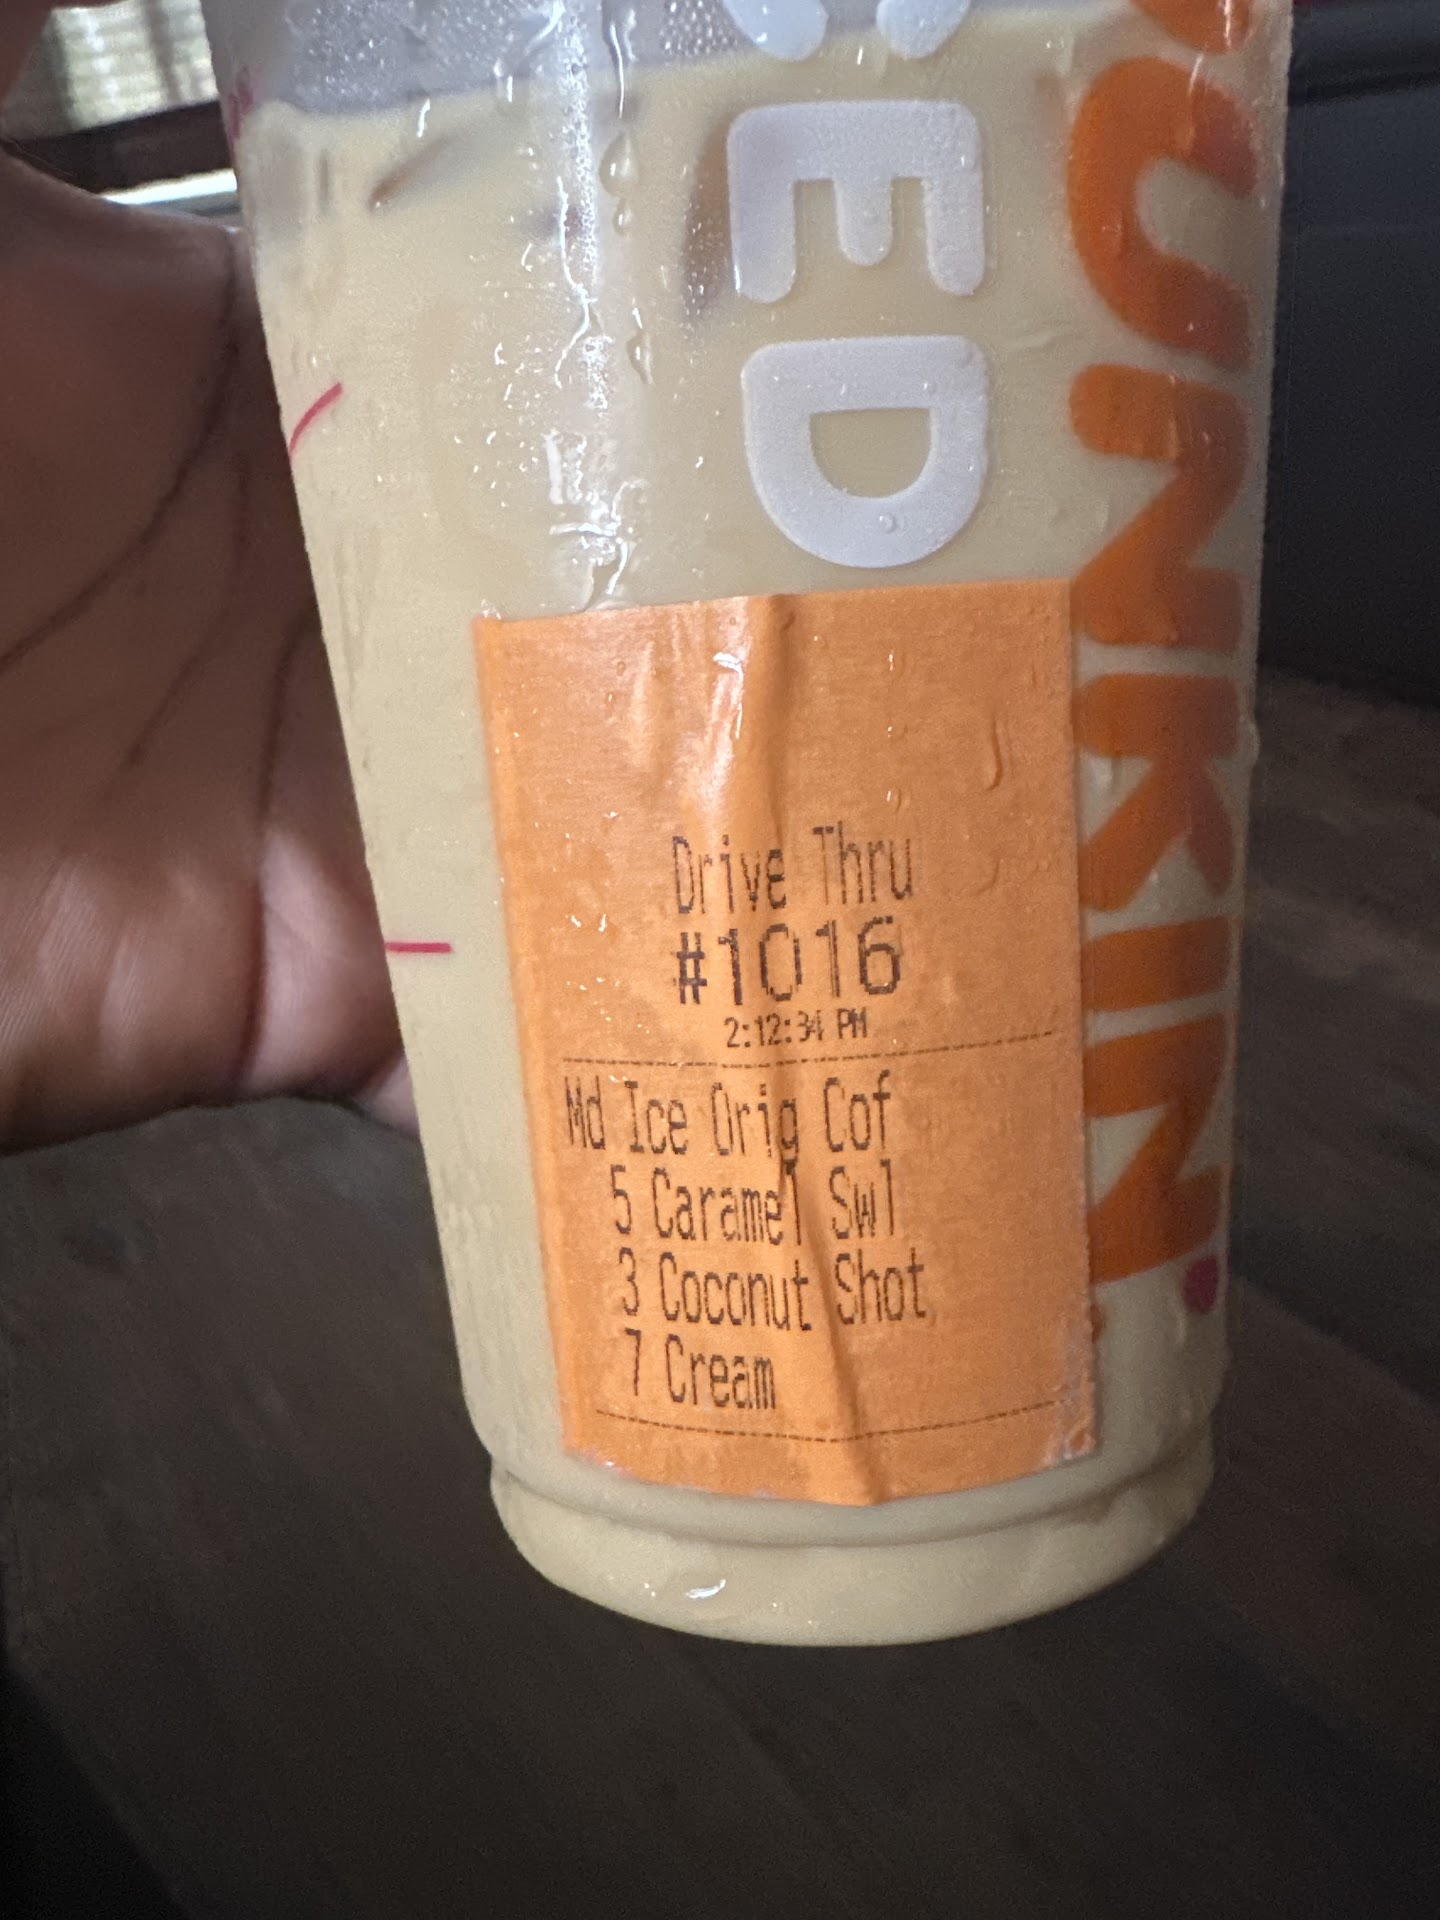 ICED
DUNKIN'
Drive Thru
#1016
2:12:34 PM
Md Ice Orig Cof
5 Caramel Swl
3 Coconut Shot
7 Cream